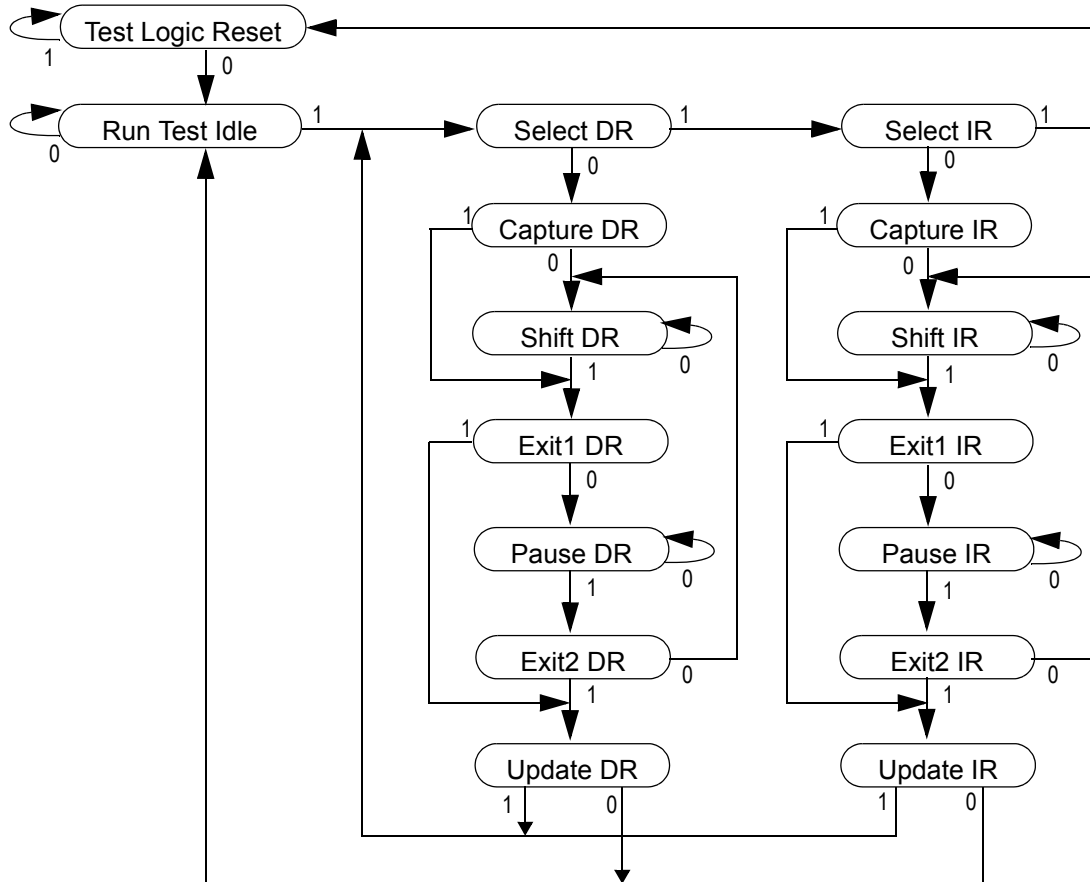 Test Logic Reset
1
0
Run Test Idle
1
0
Select DR
1
0
Select IR
1
0
1
Capture DR
0
1
Capture IR
0
Shift DR
0
1
Shift IR
0
1
1
Exit1 DR
0
1
Exit1 IR
0
Pause DR
0
1
Pause IR
0
1
Exit2 DR
0
1
Exit2 IR
0
1
Update DR
1
0
Update IR
1
0